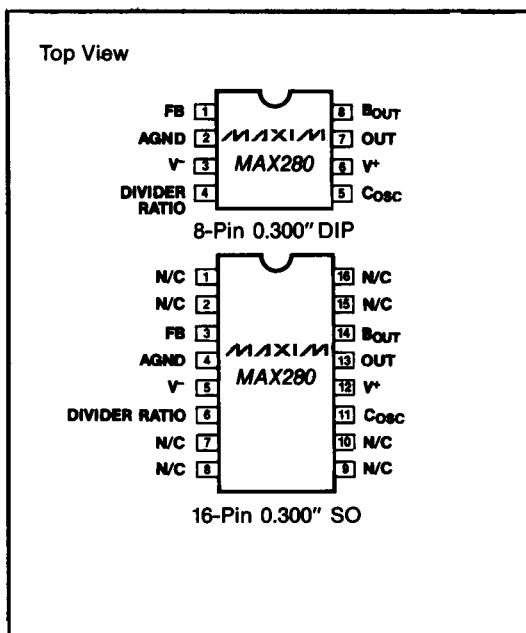 Top View
FB 1 8 BOUT
AGND 2 MAXIM 7 OUT
V⁻ 3 MAX280 6 V⁺
DIVIDER RATIO 4 5 COSC
8-Pin 0.300" DIP
N/C 1 16 N/C
N/C 2 15 N/C
FB 3 14 BOUT
AGND 4 MAXIM 13 OUT
V⁻ 5 MAX280 12 V⁺
DIVIDER RATIO 6 11 COSC
N/C 7 10 N/C
N/C 8 9 N/C
16-Pin 0.300" SO